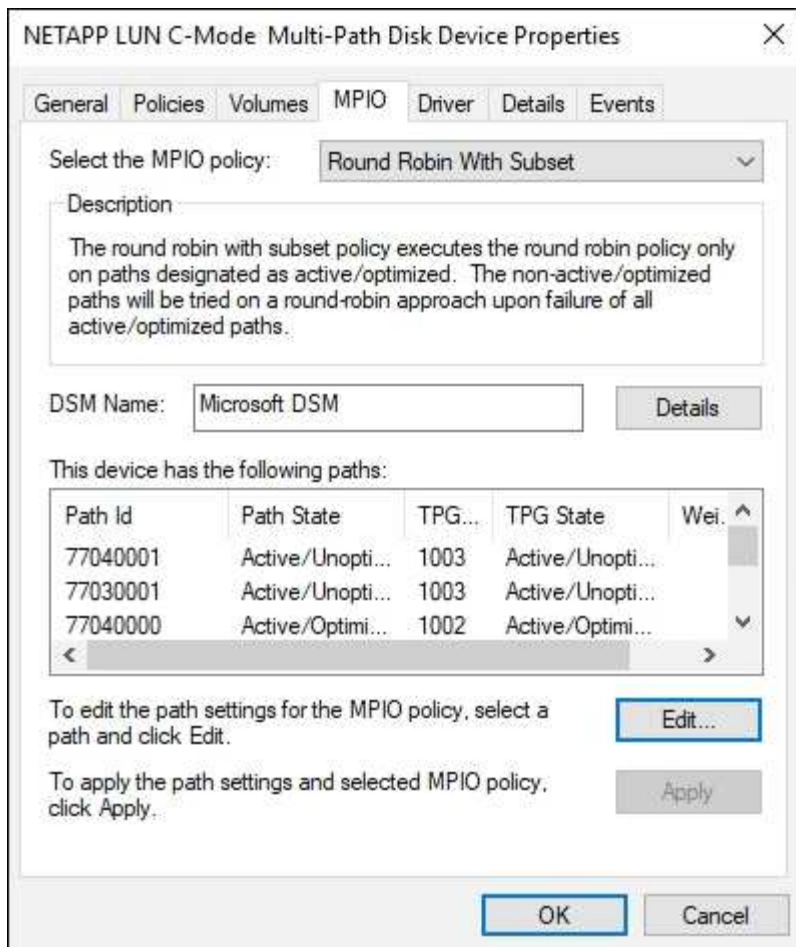 NETAPP LUN C-Mode Multi-Path Disk Device Properties
General Policies Volumes MPIO Driver Details Events
Select the MPIO policy: Round Robin With Subset
Description
The round robin with subset policy executes the round robin policy only
on paths designated as active/optimized. The non-active/optimized
paths will be tried on a round-robin approach upon failure of all
active/optimized paths.
DSM Name: Microsoft DSM Details
This device has the following paths:
Path Id Path State TPG... TPG State Wei.
77040001 Active/Unopti... 1003 Active/Unopti...
77030001 Active/Unopti... 1003 Active/Unopti...
77040000 Active/Optimi... 1002 Active/Optimi...
To edit the path settings for the MPIO policy, select a
path and click Edit.
Edit...
To apply the path settings and selected MPIO policy,
click Apply.
Apply
OK Cancel